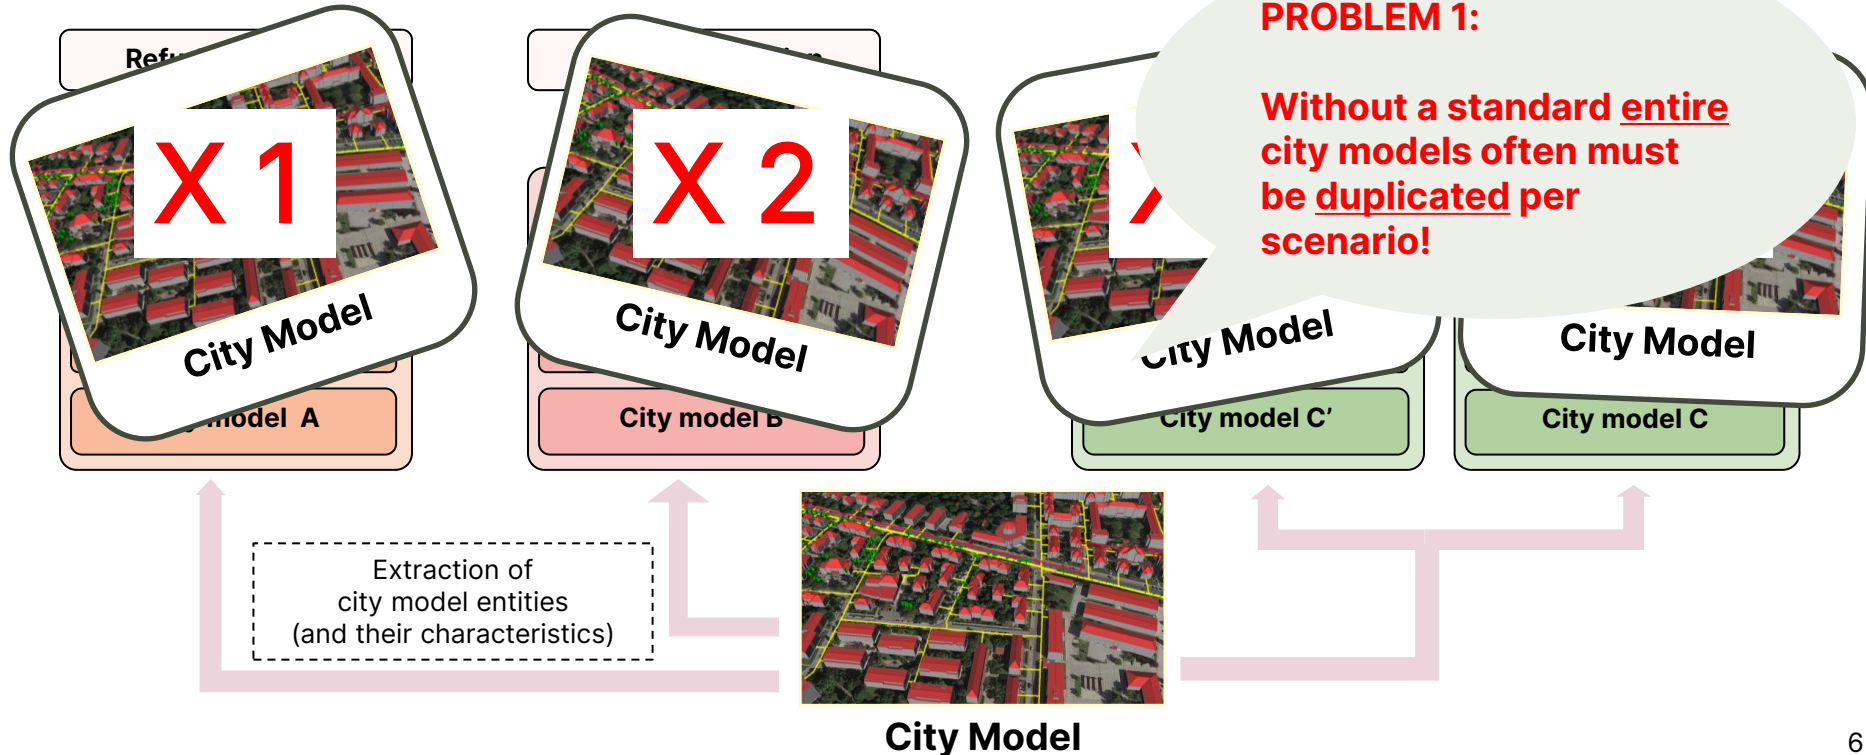 PROBLEM 1:
Without a standard entire
city models often must
be duplicated per
scenario!
X 1
X 2
City Model
City Model
City Model
City Model
City model B
City model C’
City model C
Extraction of
city model entities
(and their characteristics)
City Model
6